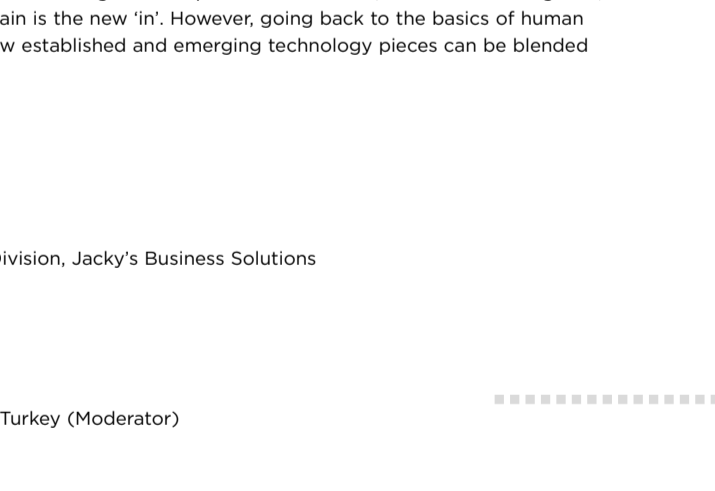 ain is the new ‘in’. However, going back to the basics of human
w established and emerging technology pieces can be blended
ivision, Jacky’s Business Solutions
Turkey (Moderator)